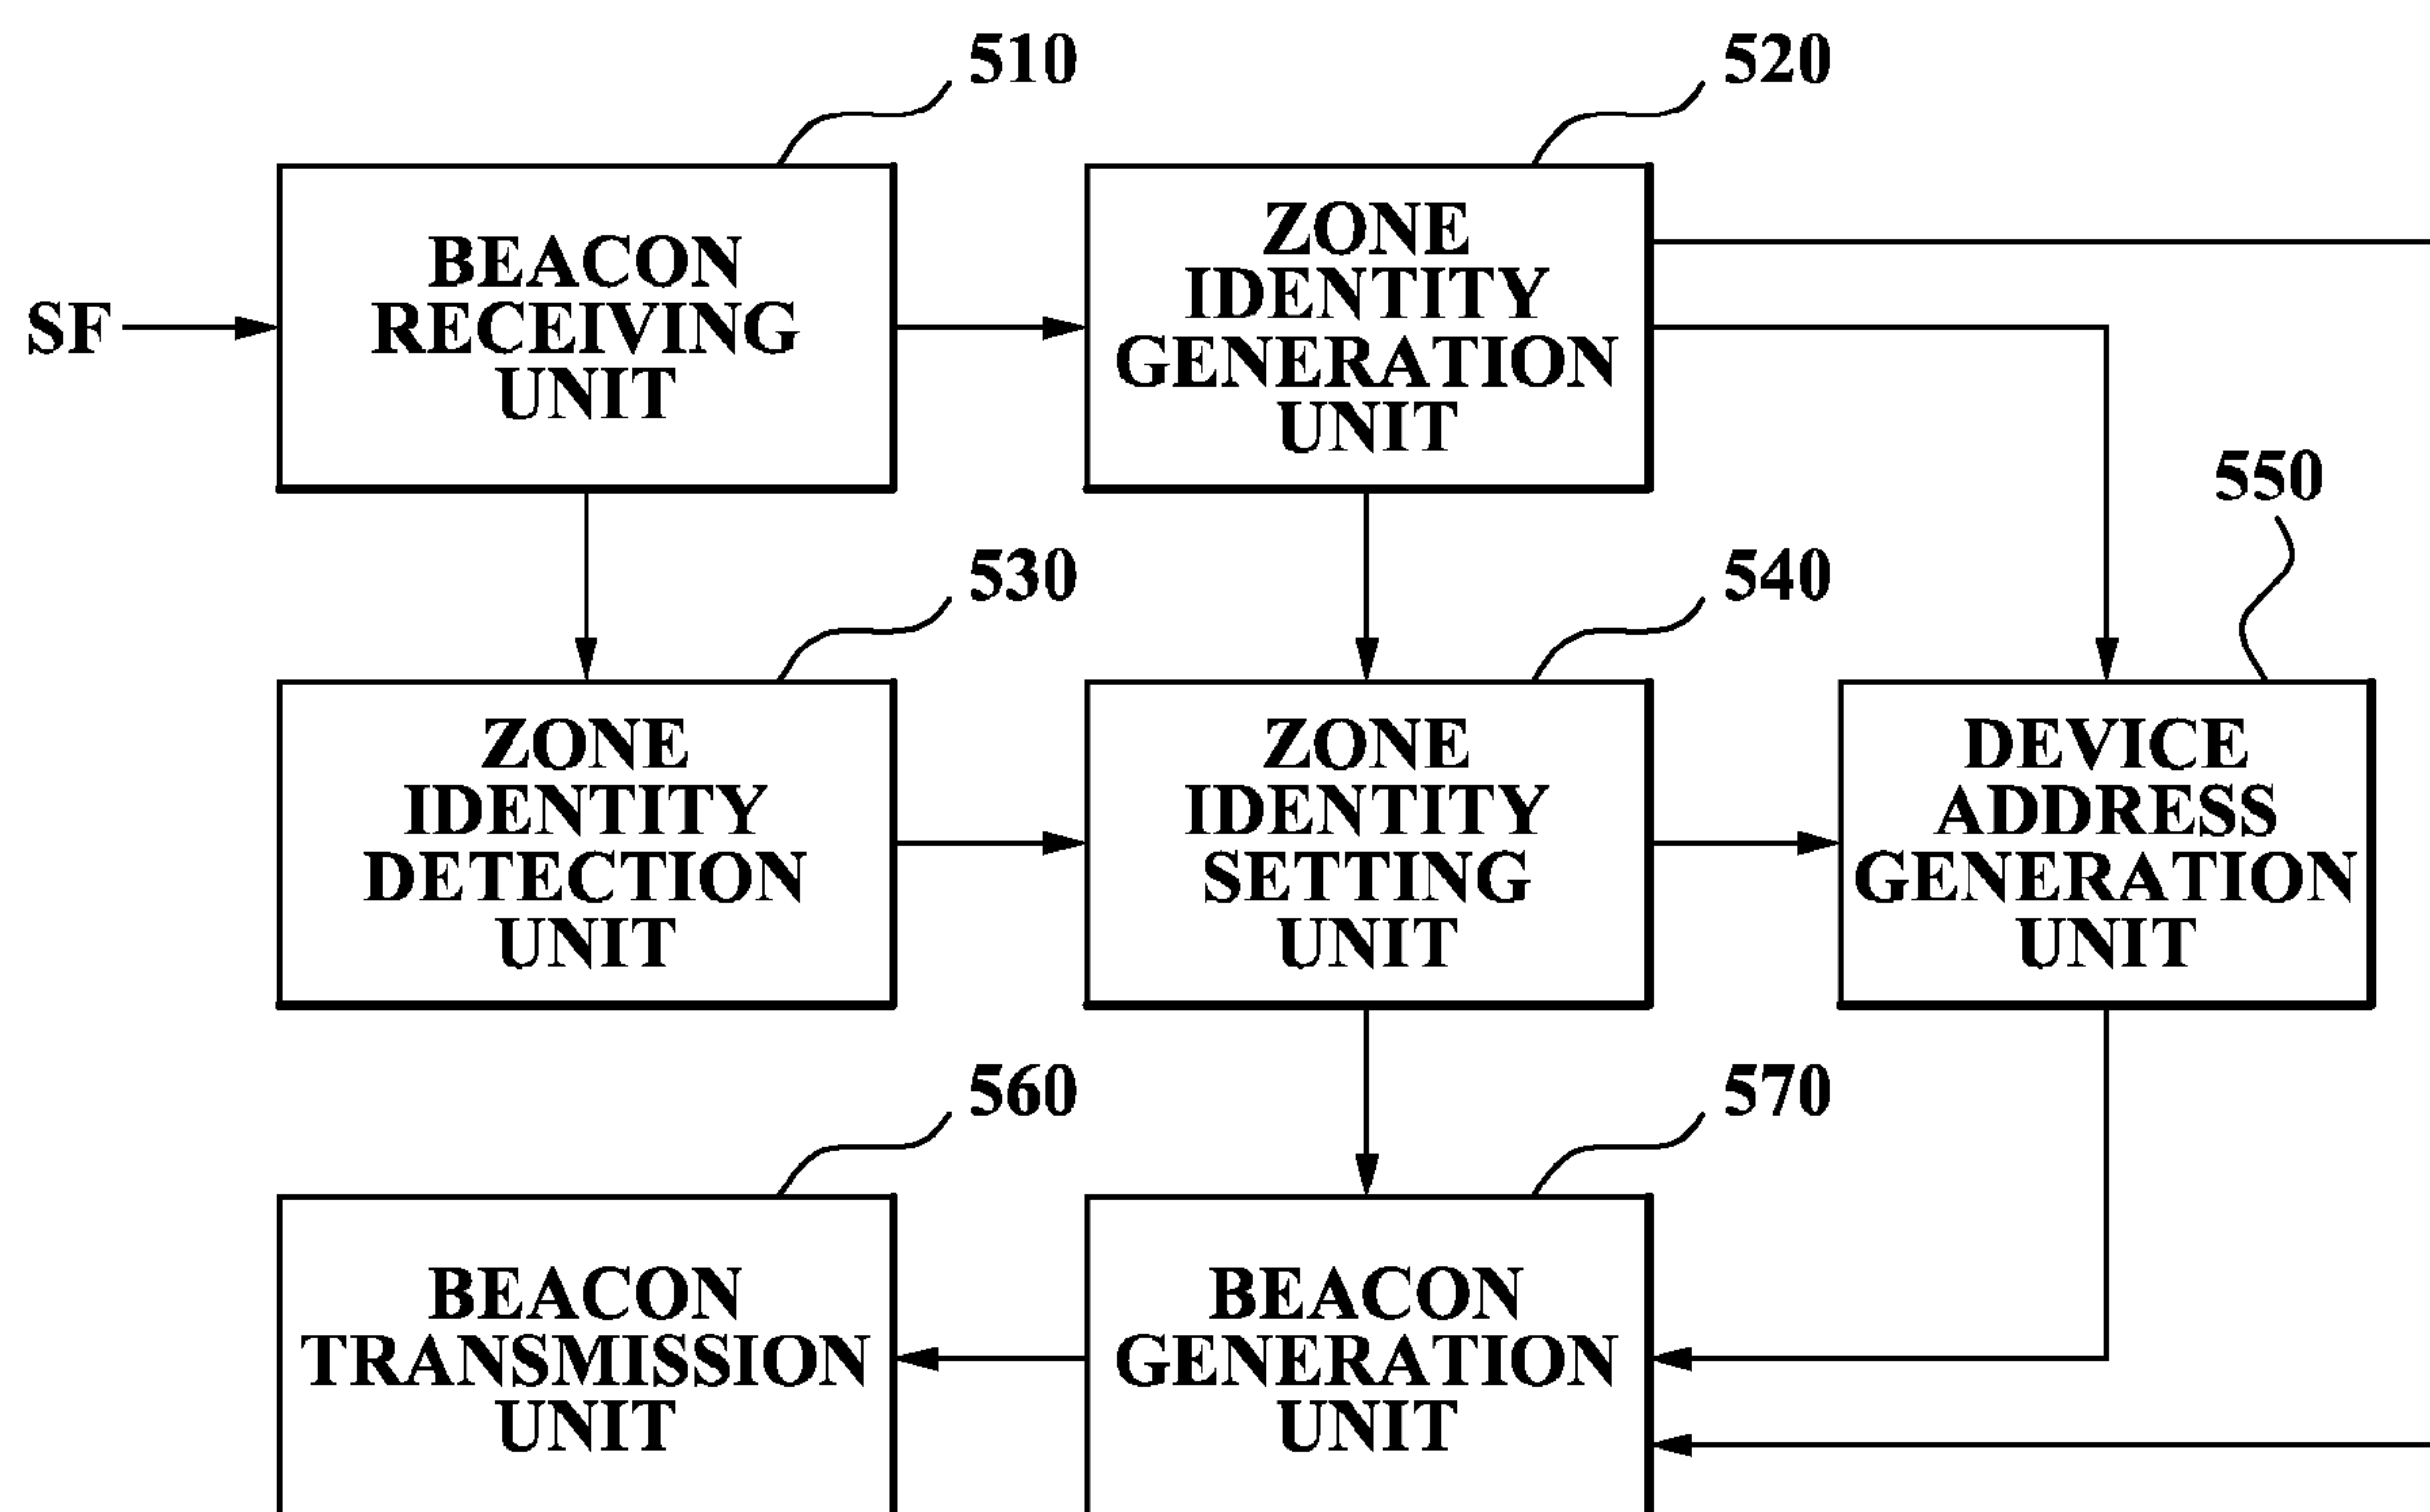 510
520
SF
BEACON
RECEIVING
UNIT
ZONE
IDENTITY
GENERATION
UNIT
550
530
540
ZONE
IDENTITY
DETECTION
UNIT
ZONE
IDENTITY
SETTING
UNIT
DEVICE
ADDRESS
GENERATION
UNIT
560
570
BEACON
TRANSMISSION
UNIT
BEACON
GENERATION
UNIT